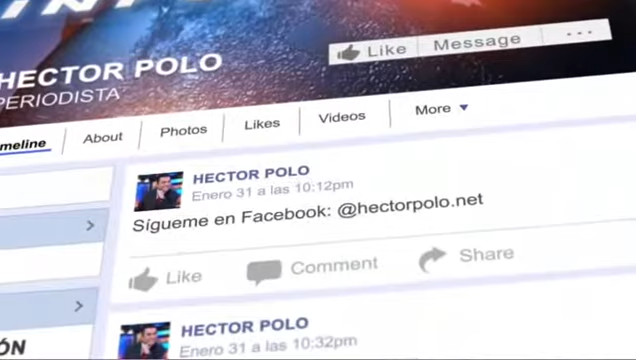 HECTOR POLO
PERIODISTA
Like Message ...
meline About Photos Likes Videos More
HECTOR POLO
Enero 31 a las 10:12pm
Sígueme en Facebook: @hectorpolo.net
Like Comment Share
ÓN
HECTOR POLO
Enero 31 a las 10:32pm